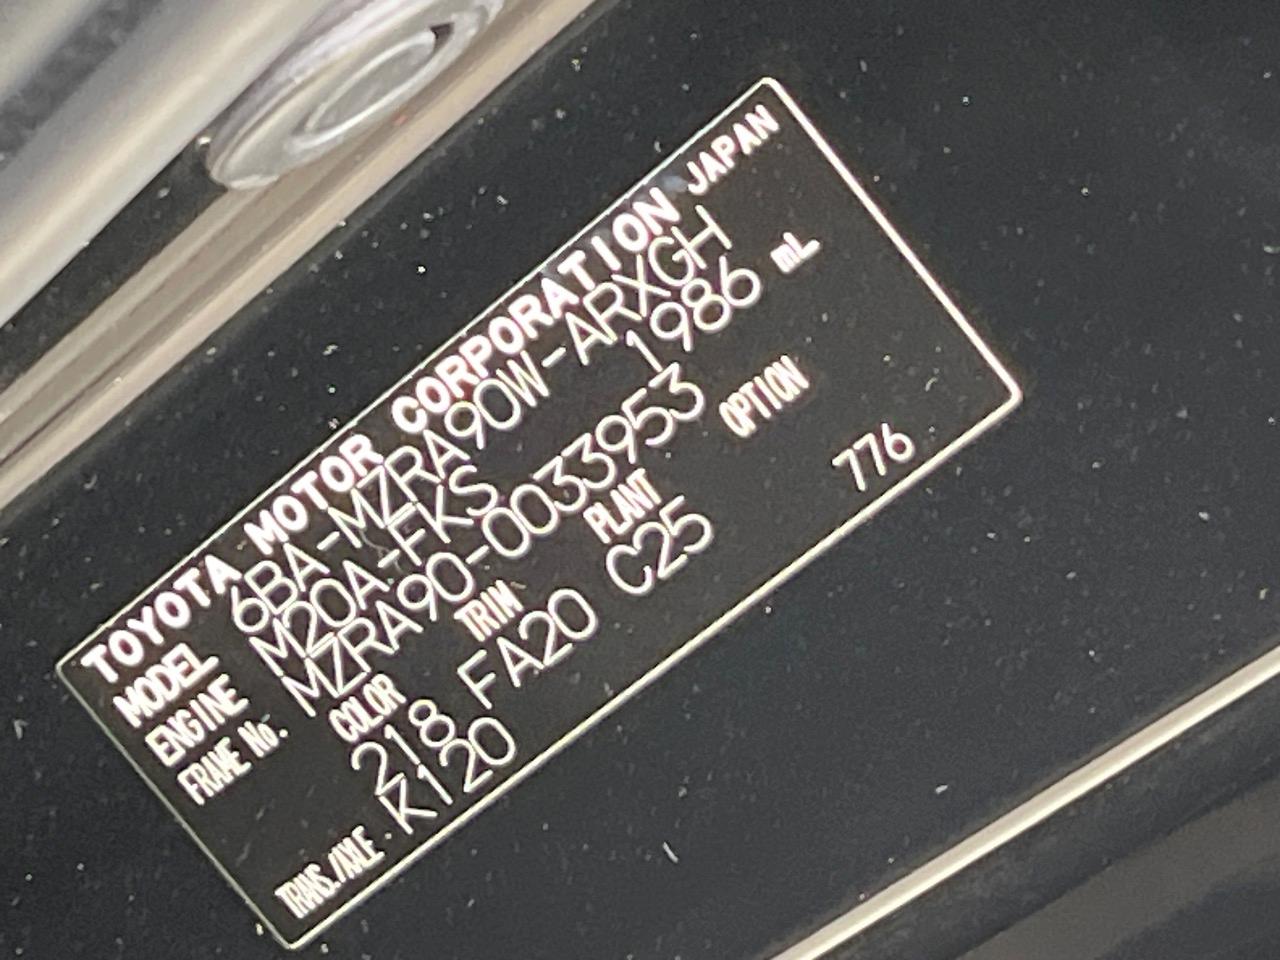 TOYOTA MOTOR CORPORATION JAPAN
MODEL 6BA-MZRA90W-ARXGH
ENGINE M20A-FKS 1986 mL
FRAME No. MZRA90-0033953
COLOR TRIM PLANT OPTION
218 FA20 C25
TRANS./AXLE K120 776